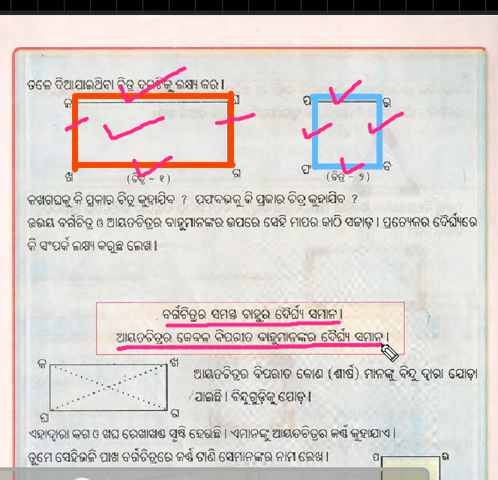 ତଳେ ଦିଆଯାଇଥିବା ଚିତ୍ର ଦୁଇଟିକୁ ଲକ୍ଷ୍ୟ କର।
କ ଘ ପ ଭ
ଖ (ଚିତ୍ର - ୧) ଗ ଫ (ଚିତ୍ର - ୨) ବ
କଖଗଘକୁ କି ପ୍ରକାର ଚିତ୍ର କୁହାଯିବ ? ପଫବଭକୁ କି ପ୍ରକାର ଚିତ୍ର କୁହାଯିବ ?
ଉଭୟ ବର୍ଗଚିତ୍ର ଓ ଆୟତଚିତ୍ରର ବାହୁମାନଙ୍କର ଉପରେ ସେହି ମାପର କାଠି ସଜାଡ଼। ପ୍ରତ୍ୟେକର ଦୈର୍ଘ୍ୟରେ
କି ସଂପର୍କ ଲକ୍ଷ୍ୟ କରୁଛ ଲେଖ।
ବର୍ଗଚିତ୍ରର ସମସ୍ତ ବାହୁର ଦୈର୍ଘ୍ୟ ସମାନ।
ଆୟତଚିତ୍ରର କେବଳ ବିପରୀତ ବାହୁମାନଙ୍କର ଦୈର୍ଘ୍ୟ ସମାନ।
କ ଖ
ଆୟତଚିତ୍ରର ବିପରୀତ କୋଣ (ଶୀର୍ଷ) ମାନଙ୍କୁ ବିନ୍ଦୁ ଦ୍ୱାରା ଯୋଡ଼ା
ଯାଇଛି। ବିନ୍ଦୁଗୁଡ଼ିକୁ ଯୋଡ଼।
ଘ ଗ
ଏହାଦ୍ୱାରା କଗ ଓ ଖଘ ରେଖାଖଣ୍ଡ ସୃଷ୍ଟି ହେଉଛି। ଏମାନଙ୍କୁ ଆୟତଚିତ୍ରର କର୍ଣ୍ଣ କୁହାଯାଏ।
ତୁମେ ସେହିଭଳି ପାଖ ବର୍ଗଚିତ୍ରରେ କର୍ଣ୍ଣ ଟାଣି ସେମାନଙ୍କର ନାମ ଲେଖ।
ପ ଭ